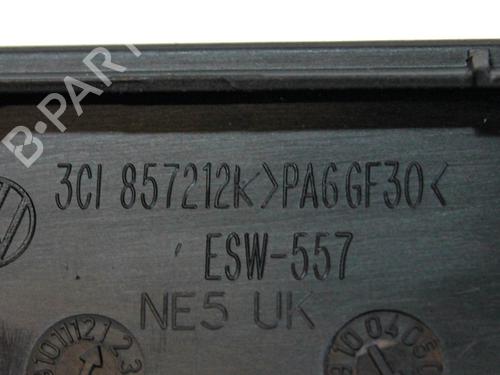 B-PART
3C1 857212K >PA6GF30<
ESW-557
NE5 UK